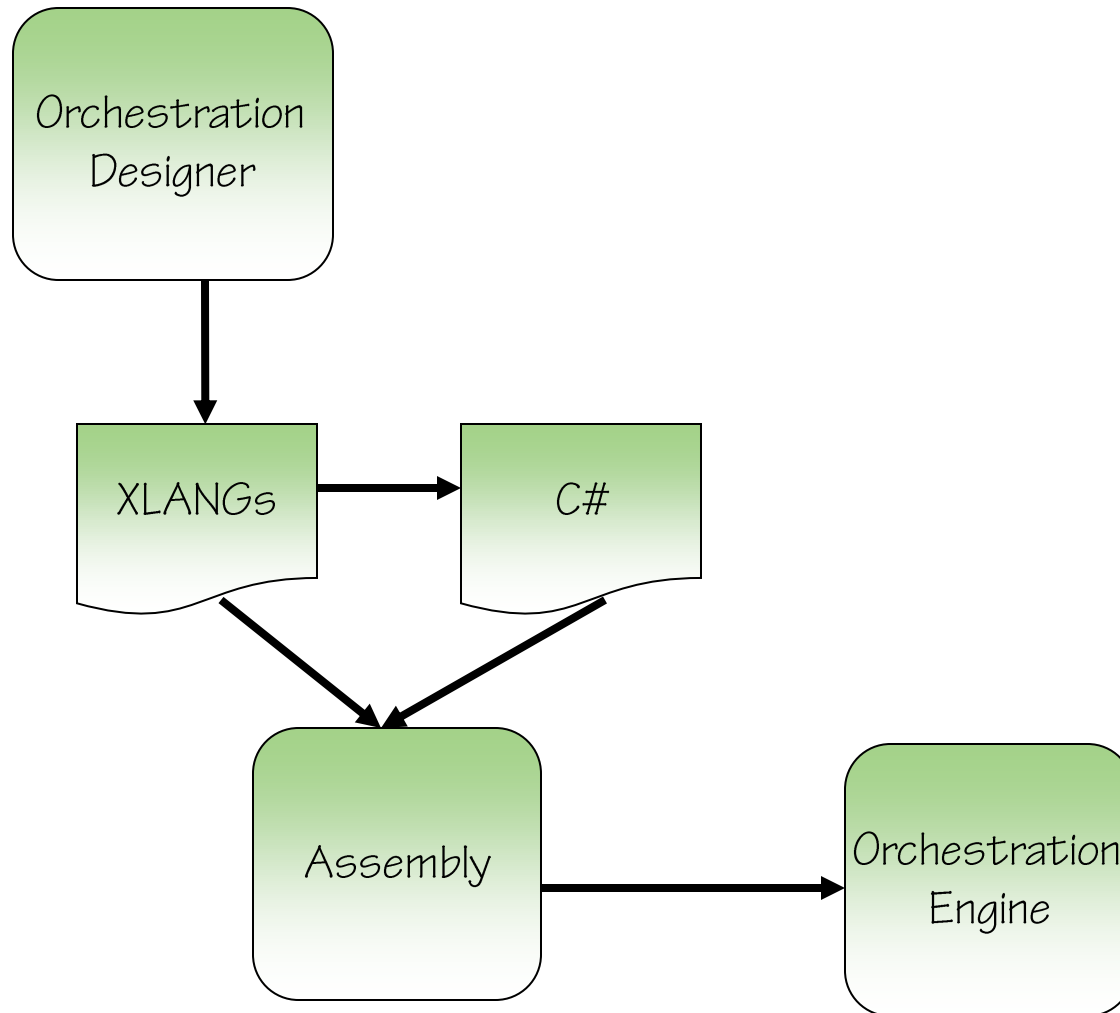 Orchestration
Designer
XLANGs
C#
Assembly
Orchestration
Engine